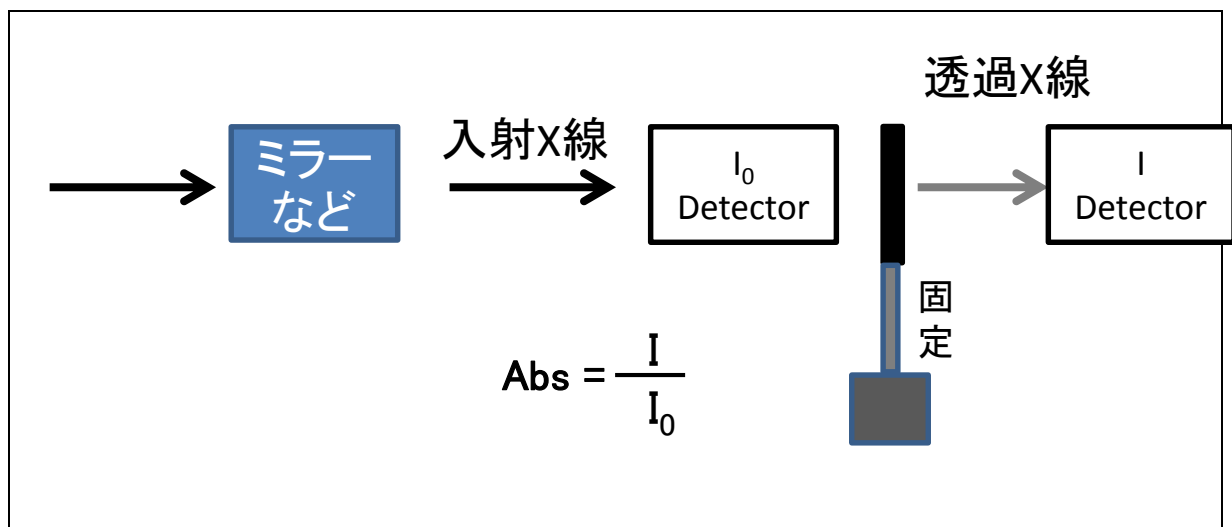 透過X線
入射X線
ミラー
など
I₀
Detector
I
Detector
固
定
Abs = I / I₀